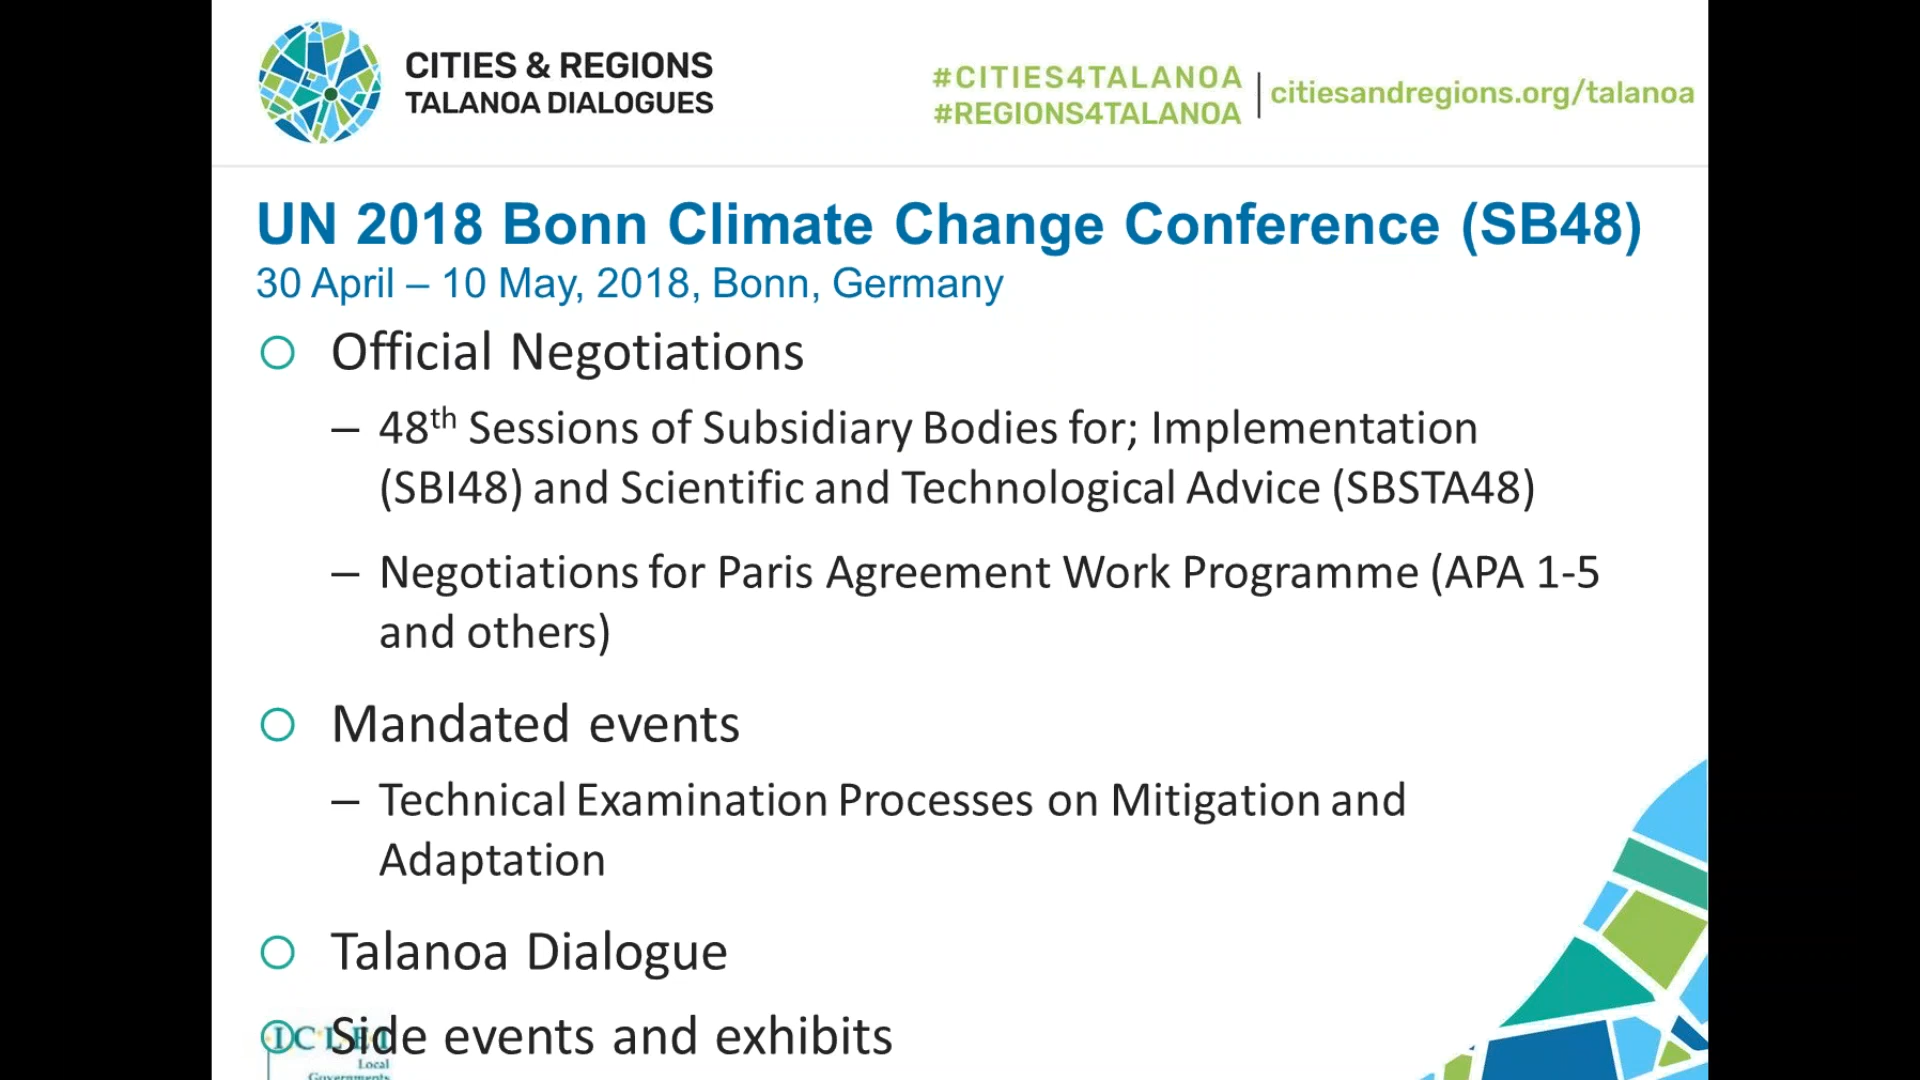 CITIES & REGIONS
TALANOA DIALOGUES
#CITIES4TALANOA
#REGIONS4TALANOA
citiesandregions.org/talanoa
UN 2018 Bonn Climate Change Conference (SB48)
30 April – 10 May, 2018, Bonn, Germany
Official Negotiations
– 48th Sessions of Subsidiary Bodies for; Implementation
(SBI48) and Scientific and Technological Advice (SBSTA48)
– Negotiations for Paris Agreement Work Programme (APA 1-5
and others)
Mandated events
– Technical Examination Processes on Mitigation and
Adaptation
Talanoa Dialogue
Side events and exhibits
ICLEI
Local
Governments